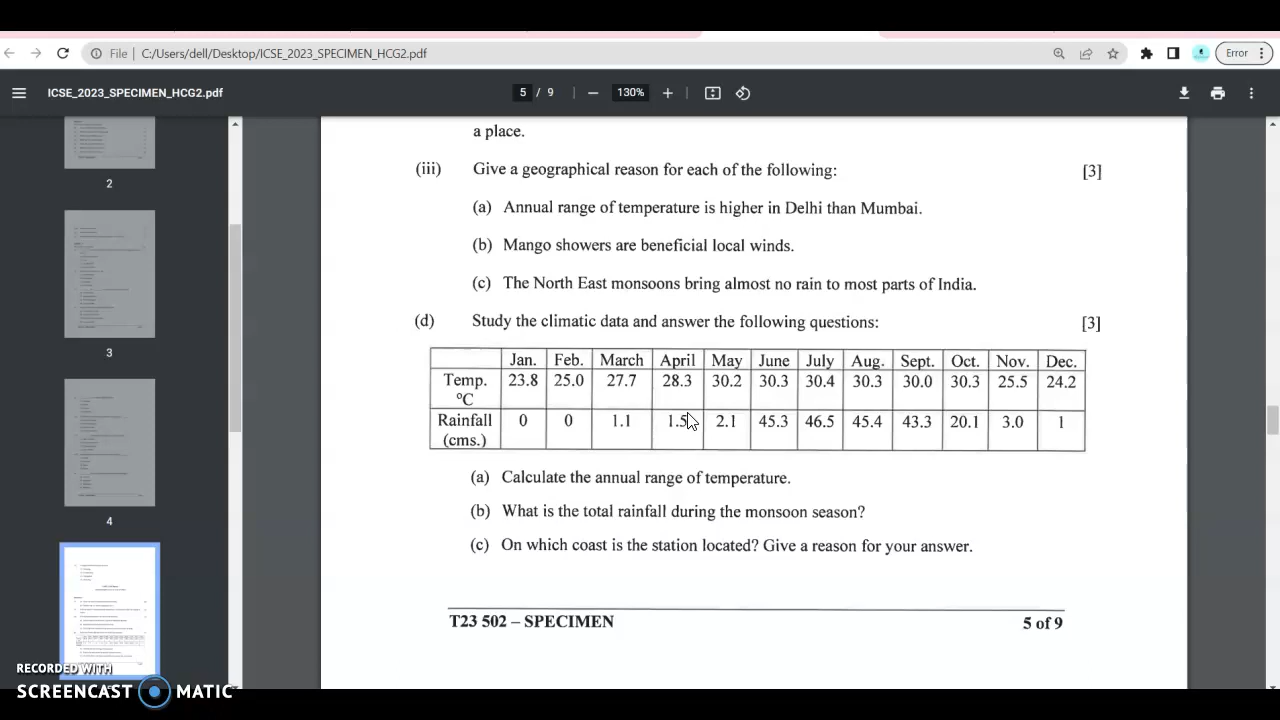 File C:/Users/dell/Desktop/ICSE_2023_SPECIMEN_HCG2.pdf Error
ICSE_2023_SPECIMEN_HCG2.pdf 5 / 9 130%
2
3
4
a place.
(iii) Give a geographical reason for each of the following: [3]
(a) Annual range of temperature is higher in Delhi than Mumbai.
(b) Mango showers are beneficial local winds.
(c) The North East monsoons bring almost no rain to most parts of India.
(d) Study the climatic data and answer the following questions: [3]
Jan. Feb. March April May June July Aug. Sept. Oct. Nov. Dec.
Temp. 23.8 25.0 27.7 28.3 30.2 30.3 30.4 30.3 30.0 30.3 25.5 24.2
°C
Rainfall 0 0 1.1 1.5 2.1 45.3 46.5 45.4 43.3 20.1 3.0 1
(cms.)
(a) Calculate the annual range of temperature.
(b) What is the total rainfall during the monsoon season?
(c) On which coast is the station located? Give a reason for your answer.
T23 502 – SPECIMEN 5 of 9
RECORDED WITH
SCREENCAST MATIC